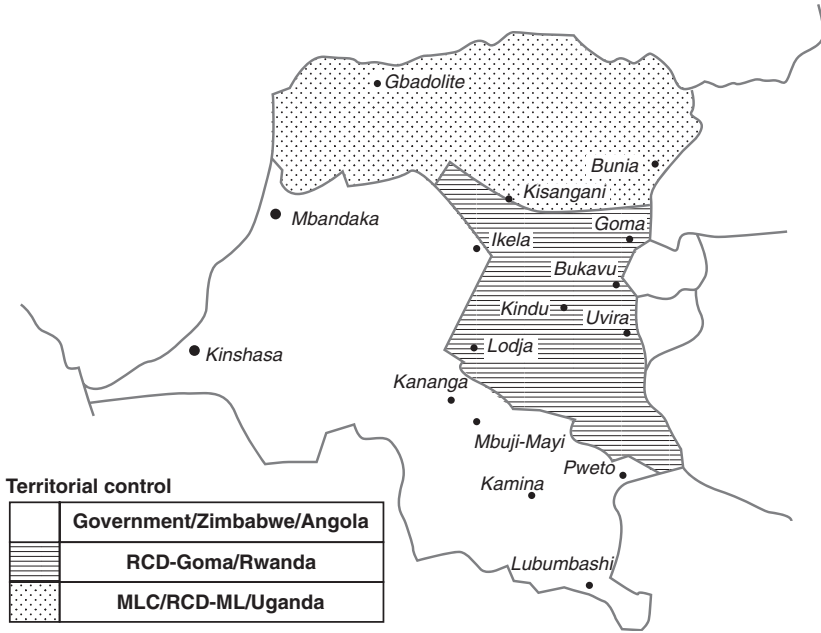 Gbadolite
Bunia
Kisangani
Mbandaka
Goma
Ikela
Bukavu
Kindu
Uvira
Kinshasa
Lodja
Kananga
Mbuji-Mayi
Pweto
Kamina
Territorial control
Government/Zimbabwe/Angola
RCD-Goma/Rwanda
Lubumbashi
MLC/RCD-ML/Uganda